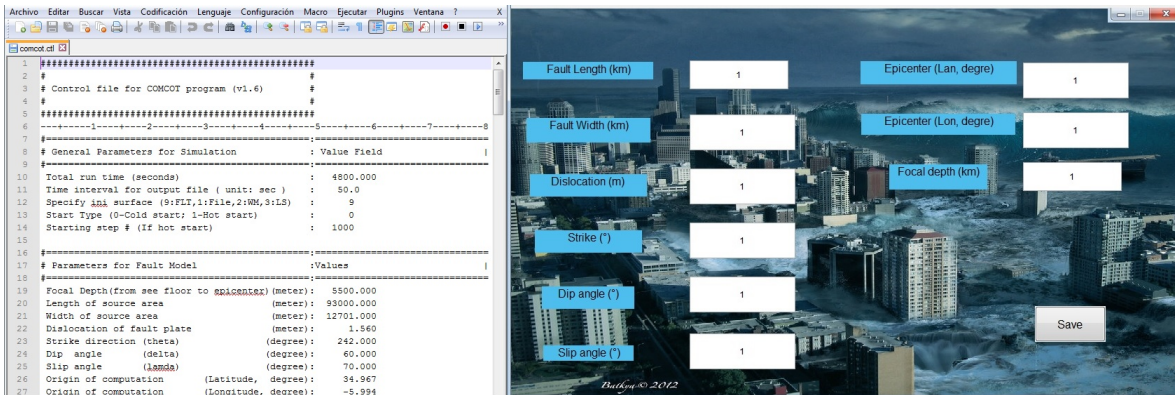 Archivo Editar Buscar Vista Codificación Lenguaje Configuración Macro Ejecutar Plugins Ventana ? X
comcot.ctl
1 ###############################################
2 # #
3 # Control file for COMCOT program (v1.6) #
4 # #
5 ###############################################
6 --+-----1----+----2----+----3----+----4----+----5----+----6----+----7----+----8
7 #===============================================:================================
8 # General Parameters for Simulation : Value Field |
9 #===============================================:================================
10 Total run time (seconds) : 4800.000
11 Time interval for output file ( unit: sec ) : 50.0
12 Specify ini surface (9:FLT,1:File,2:WM,3:LS) : 9
13 Start Type (0-Cold start; 1-Hot start) : 0
14 Starting step # (If hot start) : 1000
15
16 #===============================================:================================
17 # Parameters for Fault Model :Values |
18 #===============================================:================================
19 Focal Depth(from see floor to epicenter)(meter): 5500.000
20 Length of source area (meter): 93000.000
21 Width of source area (meter): 12701.000
22 Dislocation of fault plate (meter): 1.560
23 Strike direction (theta) (degree): 242.000
24 Dip angle (delta) (degree): 60.000
25 Slip angle (lamda) (degree): 70.000
26 Origin of computation (Latitude, degree): 34.967
27 Origin of computation (Longitude, degree): -5.994
Fault Length (km) 1
Fault Width (km) 1
Dislocation (m) 1
Strike (°) 1
Dip angle (°) 1
Slip angle (°) 1
Epicenter (Lan, degre) 1
Epicenter (Lon, degre) 1
Focal depth (km) 1
Save
Batkya © 2012